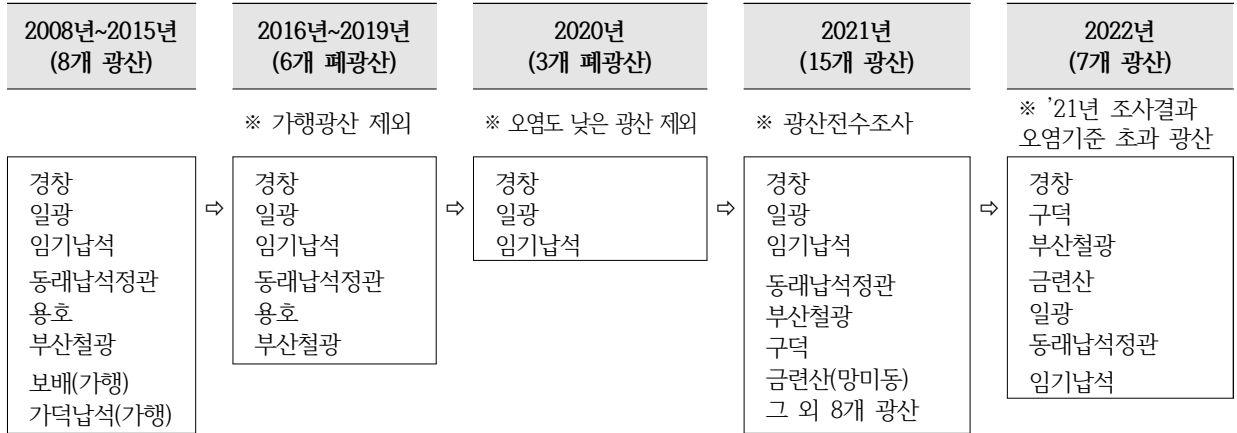 2008년~2015년
(8개 광산)
2016년~2019년
(6개 폐광산)
2020년
(3개 폐광산)
2021년
(15개 광산)
2022년
(7개 광산)
※ 가행광산 제외
※ 오염도 낮은 광산 제외
※ 광산전수조사
※ '21년 조사결과
오염기준 초과 광산
경창
일광
임기납석
동래납석정관
용호
부산철광
보배(가행)
가덕납석(가행)
⇨
경창
일광
임기납석
동래납석정관
용호
부산철광
⇨
경창
일광
임기납석
⇨
경창
일광
임기납석
동래납석정관
부산철광
구덕
금련산(망미동)
그 외 8개 광산
⇨
경창
구덕
부산철광
금련산
일광
동래납석정관
임기납석